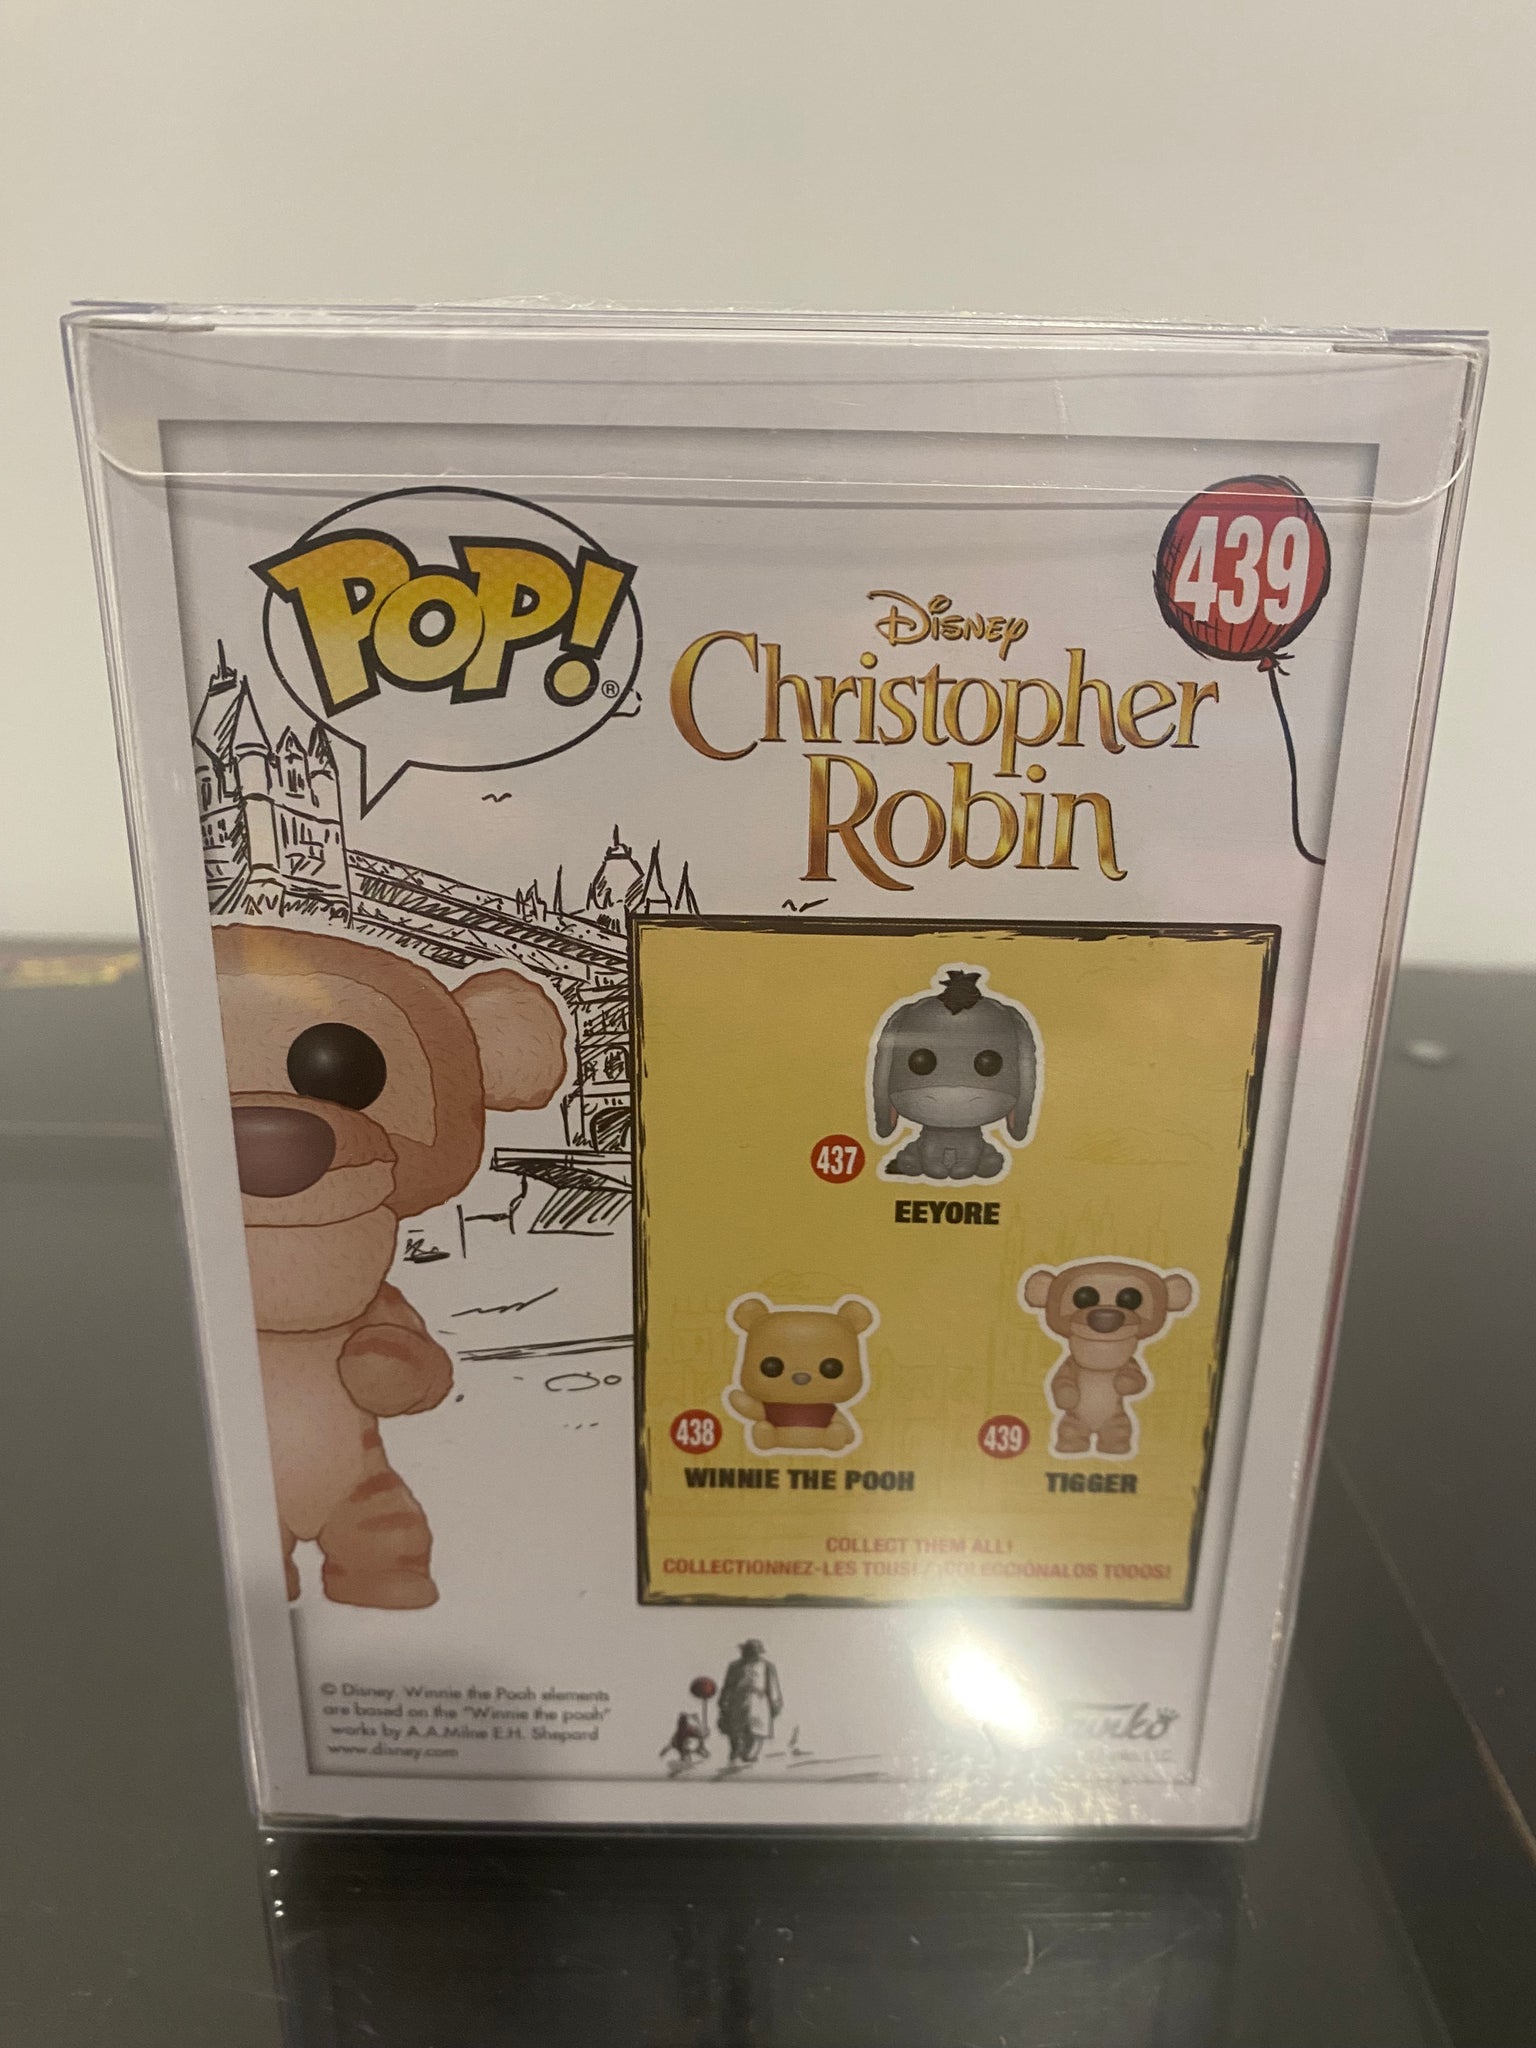 POP!®
439
Disney
Christopher
Robin
437
EEYORE
438
WINNIE THE POOH
439
TIGGER
COLLECT THEM ALL!
COLLECTIONNEZ-LES TOUS! / ¡COLECCIÓNALOS TODOS!
© Disney. Winnie the Pooh elements
are based on the "Winnie the pooh"
works by A.A.Milne E.H. Shepard
www.disney.com
Funko
LLC